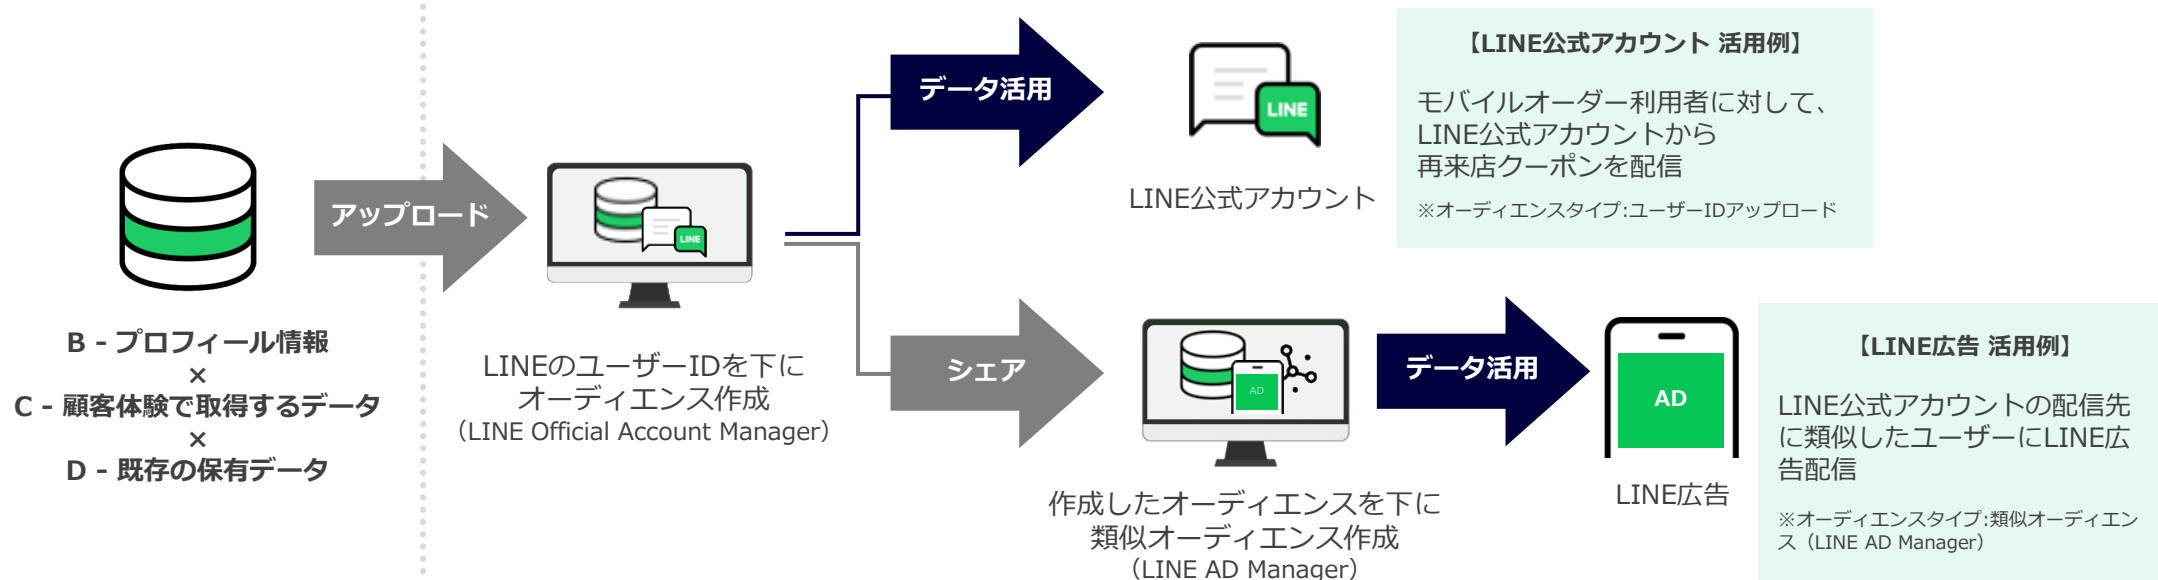 B - プロフィール情報
×
C - 顧客体験で取得するデータ
×
D - 既存の保有データ
アップロード
LINE
LINEのユーザーIDを下に
オーディエンス作成
（LINE Official Account Manager）
データ活用
LINE
LINE公式アカウント
【LINE公式アカウント 活用例】
モバイルオーダー利用者に対して、
LINE公式アカウントから
再来店クーポンを配信
※オーディエンスタイプ:ユーザーIDアップロード
シェア
AD
作成したオーディエンスを下に
類似オーディエンス作成
（LINE AD Manager）
データ活用
AD
LINE広告
【LINE広告 活用例】
LINE公式アカウントの配信先
に類似したユーザーにLINE広
告配信
※オーディエンスタイプ:類似オーディエン
ス（LINE AD Manager）